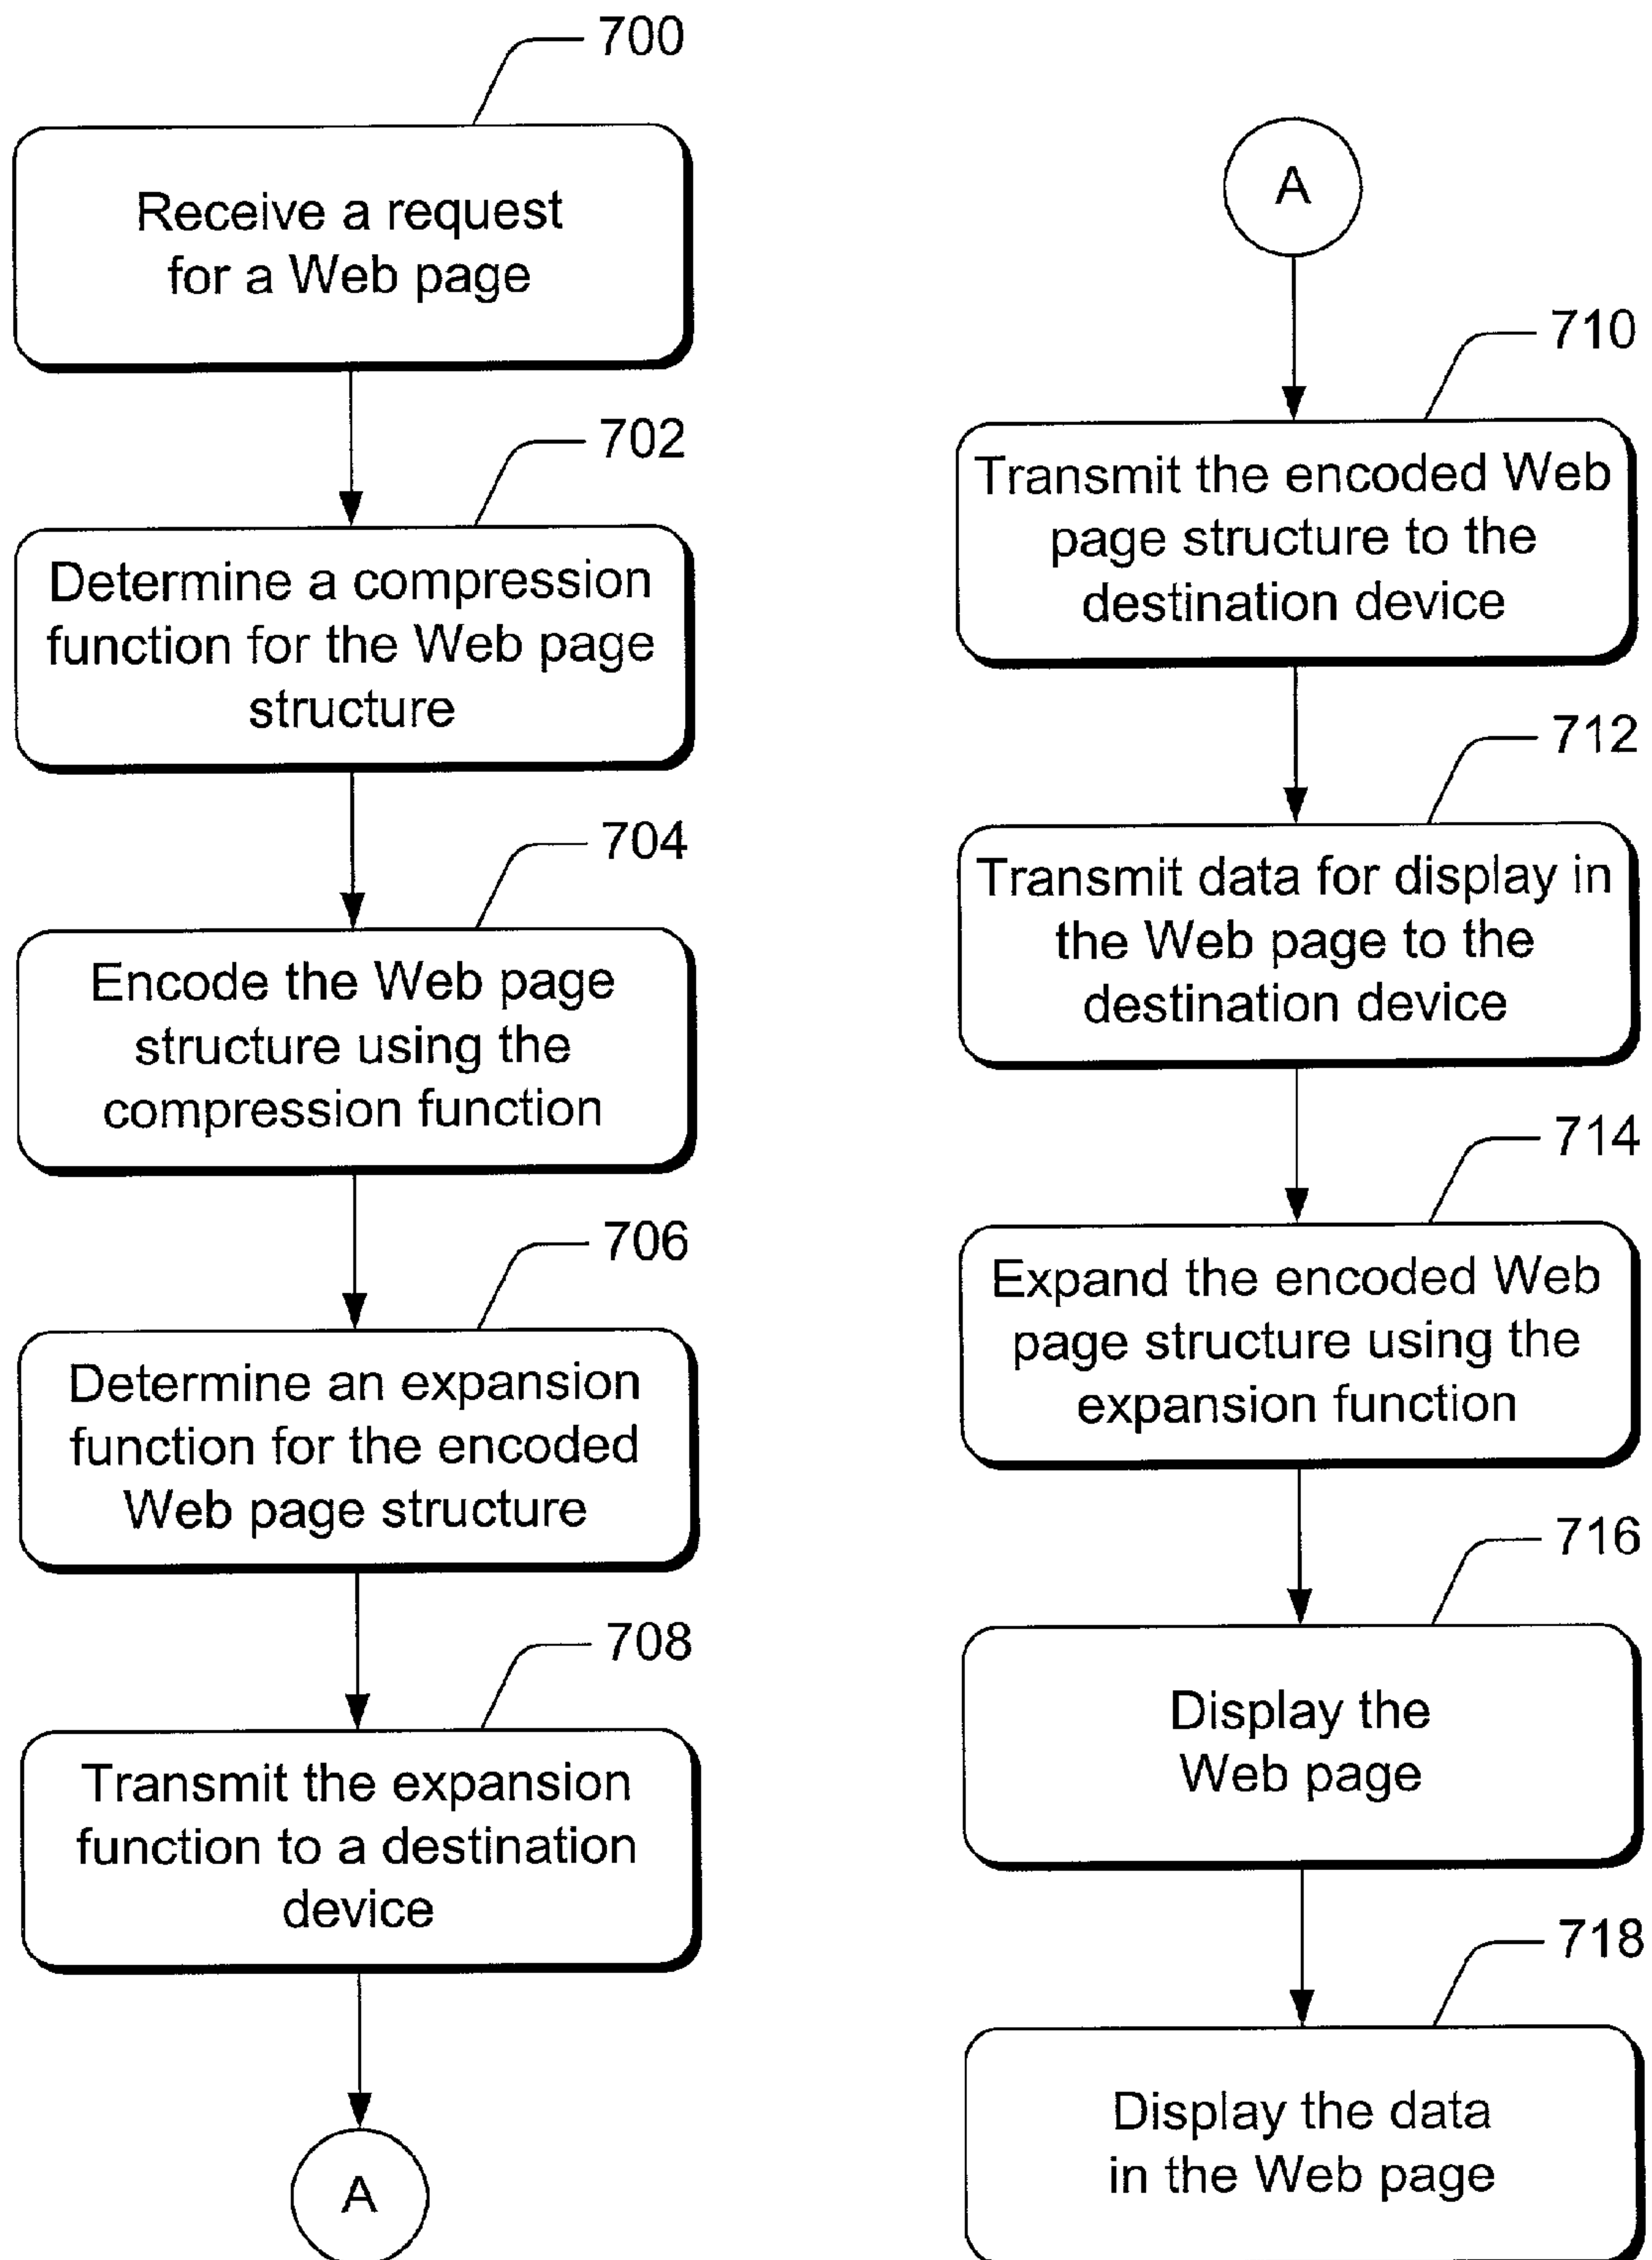 700
Receive a request
for a Web page
702
Determine a compression
function for the Web page
structure
704
Encode the Web page
structure using the
compression function
706
Determine an expansion
function for the encoded
Web page structure
708
Transmit the expansion
function to a destination
device
A
A
710
Transmit the encoded Web
page structure to the
destination device
712
Transmit data for display in
the Web page to the
destination device
714
Expand the encoded Web
page structure using the
expansion function
716
Display the
Web page
718
Display the data
in the Web page